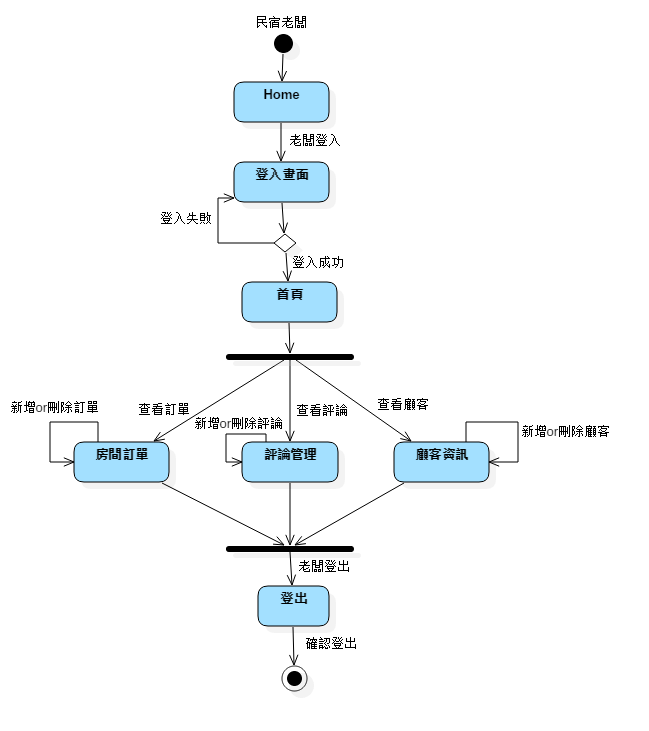 民宿老闆
Home
老闆登入
登入畫面
登入失敗
登入成功
首頁
查看顧客
新增or刪除訂單
查看訂單
查看評論
新增or刪除評論
新增or刪除顧客
房間訂單
評論管理
顧客資訊
老闆登出
登出
確認登出